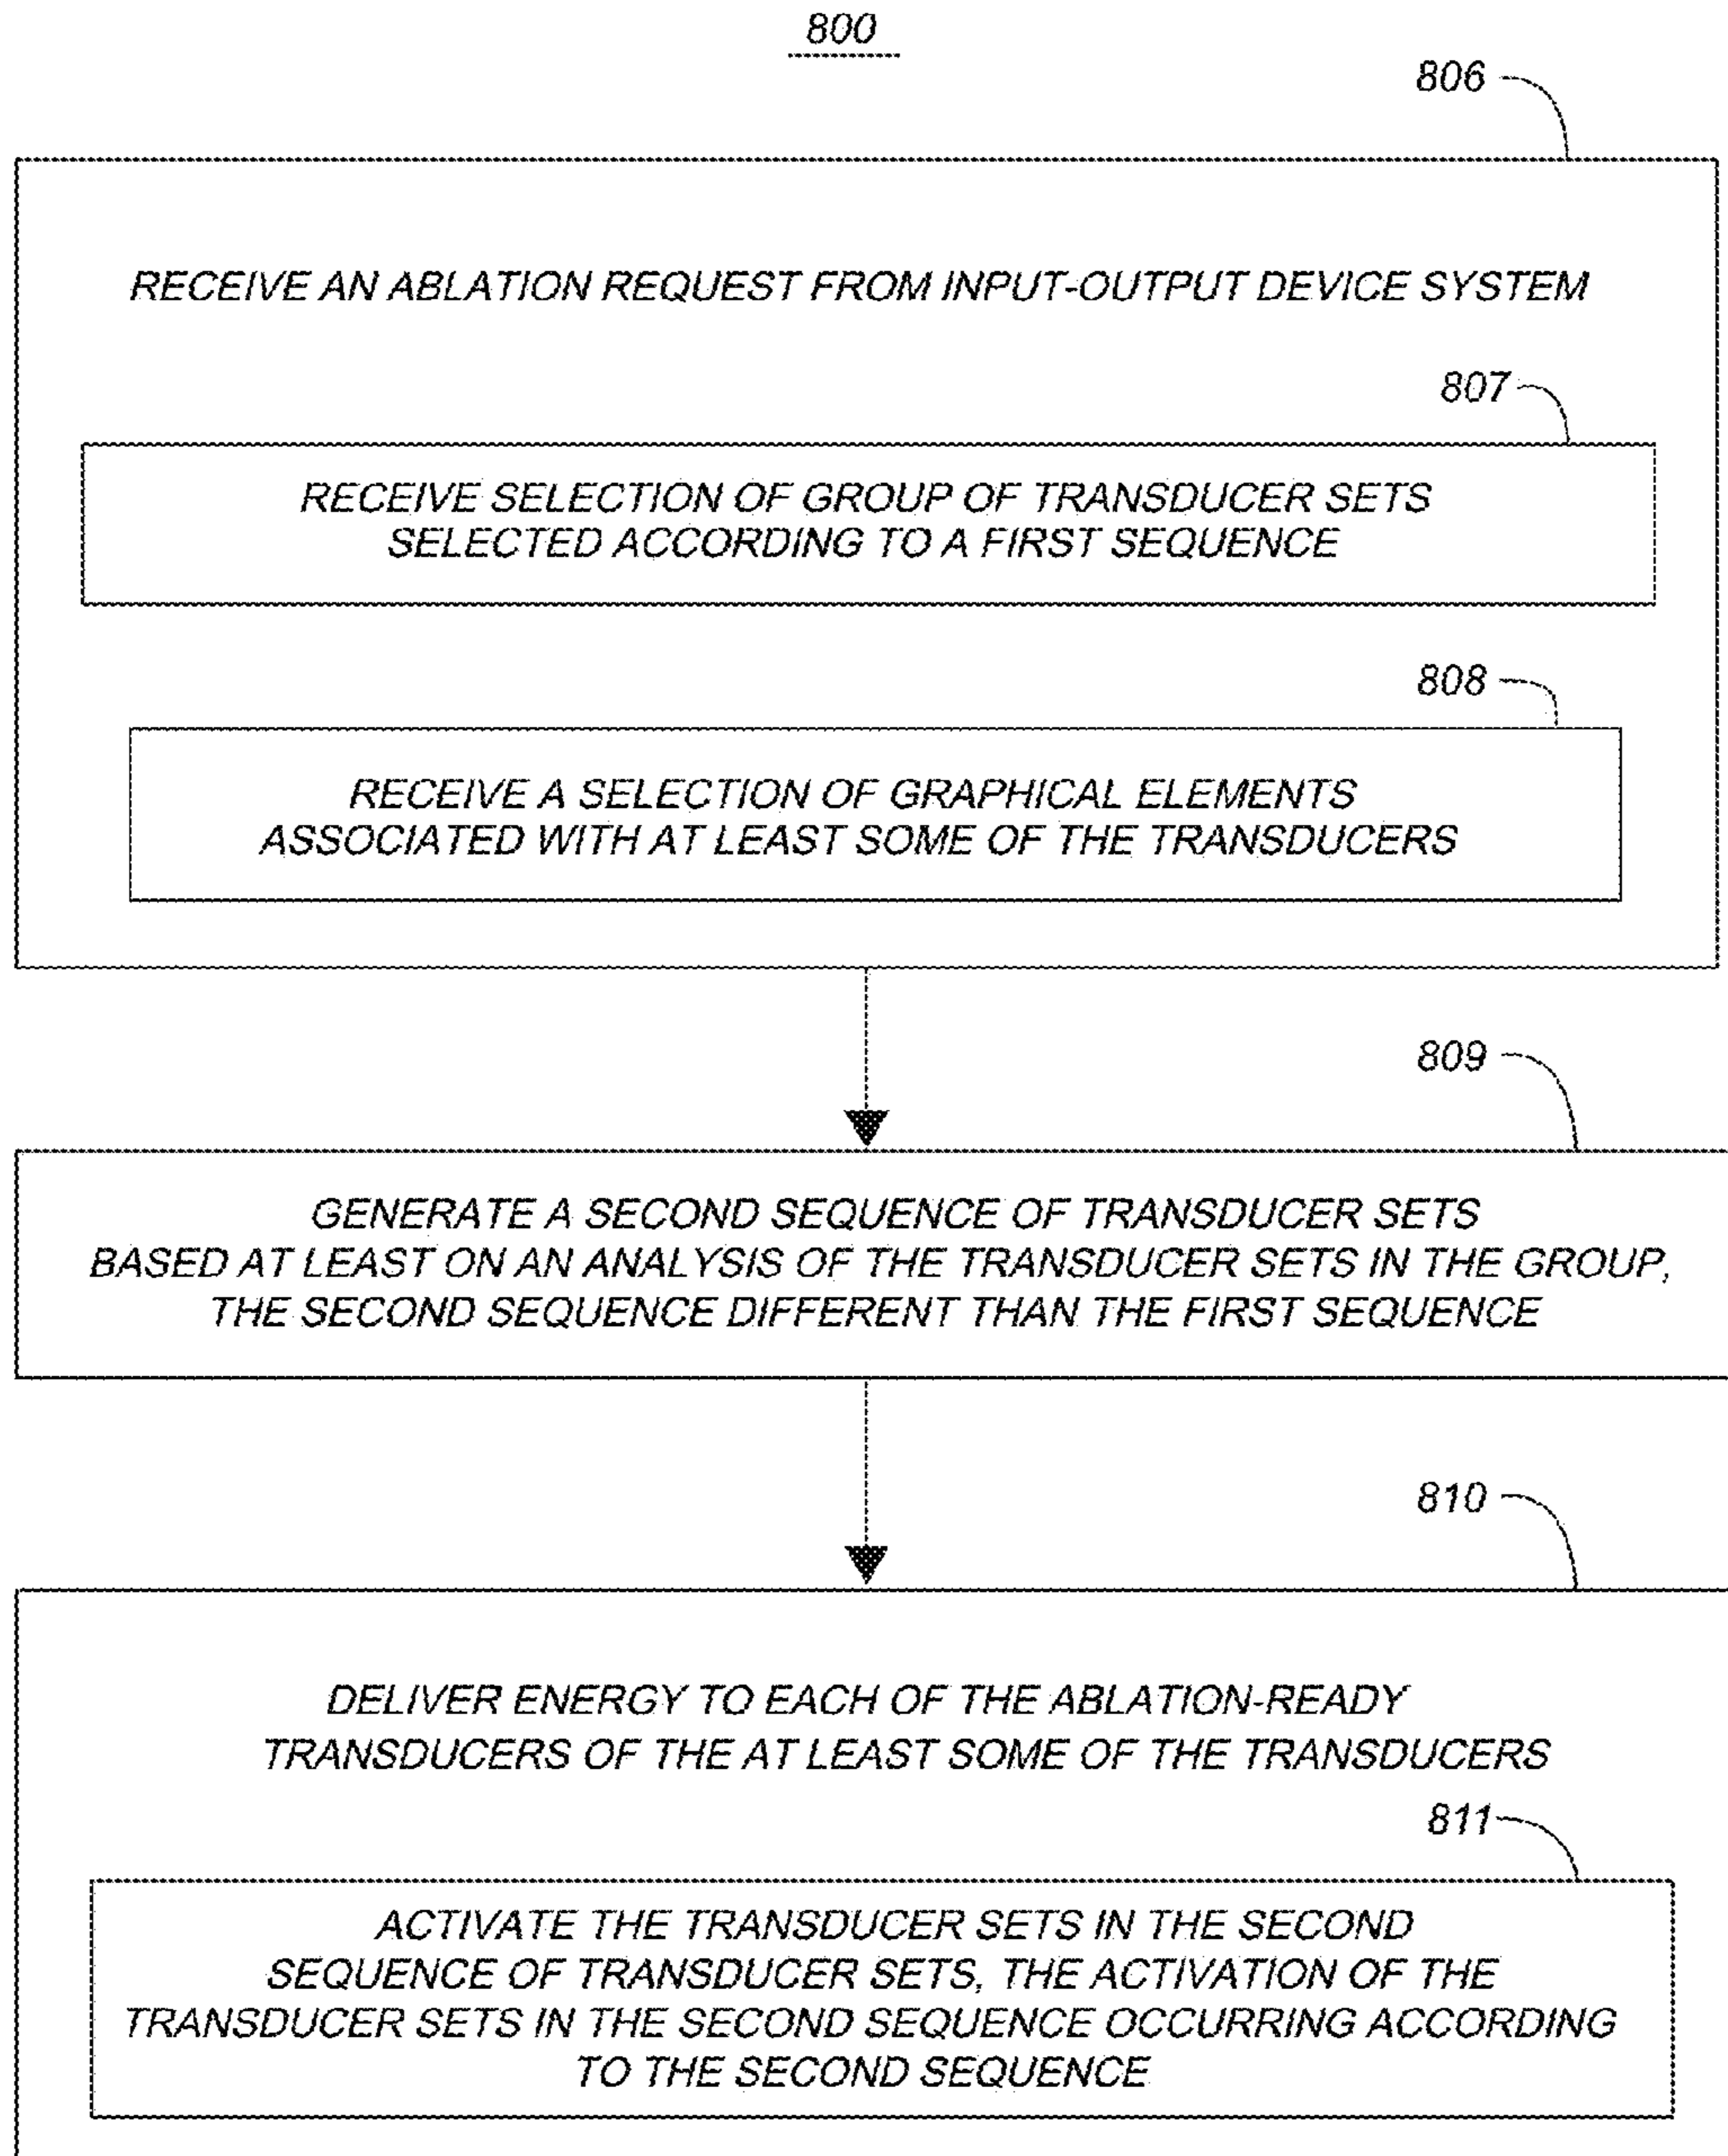 800
806
RECEIVE AN ABLATION REQUEST FROM INPUT-OUTPUT DEVICE SYSTEM
807
RECEIVE SELECTION OF GROUP OF TRANSDUCER SETS
SELECTED ACCORDING TO A FIRST SEQUENCE
808
RECEIVE A SELECTION OF GRAPHICAL ELEMENTS
ASSOCIATED WITH AT LEAST SOME OF THE TRANSDUCERS
809
GENERATE A SECOND SEQUENCE OF TRANSDUCER SETS
BASED AT LEAST ON AN ANALYSIS OF THE TRANSDUCER SETS IN THE GROUP,
THE SECOND SEQUENCE DIFFERENT THAN THE FIRST SEQUENCE
810
DELIVER ENERGY TO EACH OF THE ABLATION-READY
TRANSDUCERS OF THE AT LEAST SOME OF THE TRANSDUCERS
811
ACTIVATE THE TRANSDUCER SETS IN THE SECOND
SEQUENCE OF TRANSDUCER SETS, THE ACTIVATION OF THE
TRANSDUCER SETS IN THE SECOND SEQUENCE OCCURRING ACCORDING
TO THE SECOND SEQUENCE